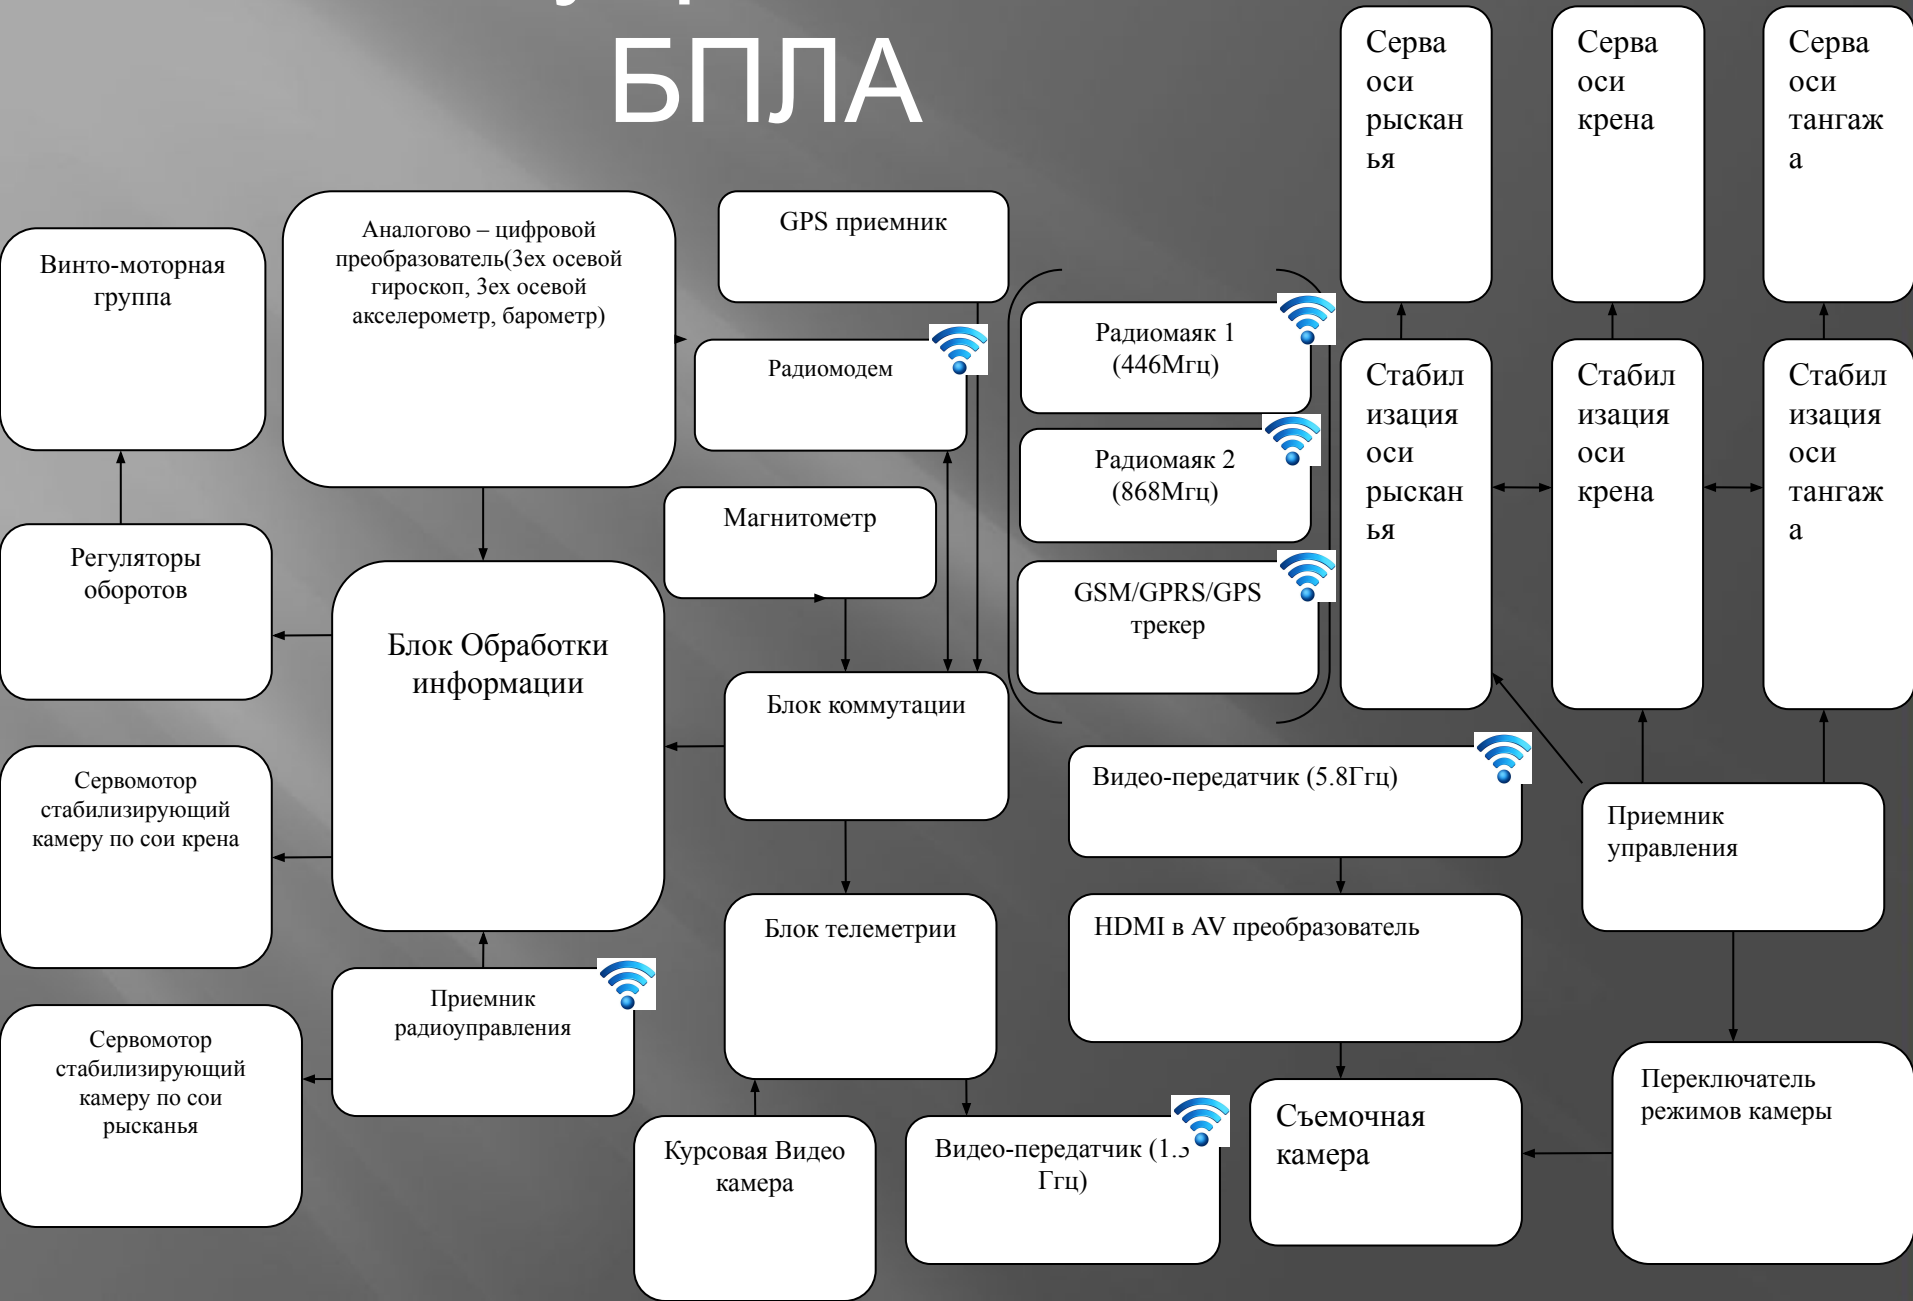 БПЛА
Серва
оси
рыскан
ья
Серва
оси
крена
Серва
оси
тангаж
а
Винто-моторная
группа
Аналогово – цифровой
преобразователь(3ех осевой
гироскоп, 3ех осевой
акселерометр, барометр)
GPS приемник
Радиомодем
Радиомаяк 1
(446Мгц)
Радиомаяк 2
(868Мгц)
GSM/GPRS/GPS
трекер
Стабил
изация
оси
рыскан
ья
Стабил
изация
оси
крена
Стабил
изация
оси
тангаж
а
Магнитометр
Регуляторы
оборотов
Блок Обработки
информации
Блок коммутации
Видео-передатчик (5.8Ггц)
Приемник
управления
Сервомотор
стабилизирующий
камеру по сои крена
Блок телеметрии
HDMI в AV преобразователь
Приемник
радиоуправления
Сервомотор
стабилизирующий
камеру по сои
рысканья
Курсовая Видео
камера
Видео-передатчик (1.3
Ггц)
Съемочная
камера
Переключатель
режимов камеры